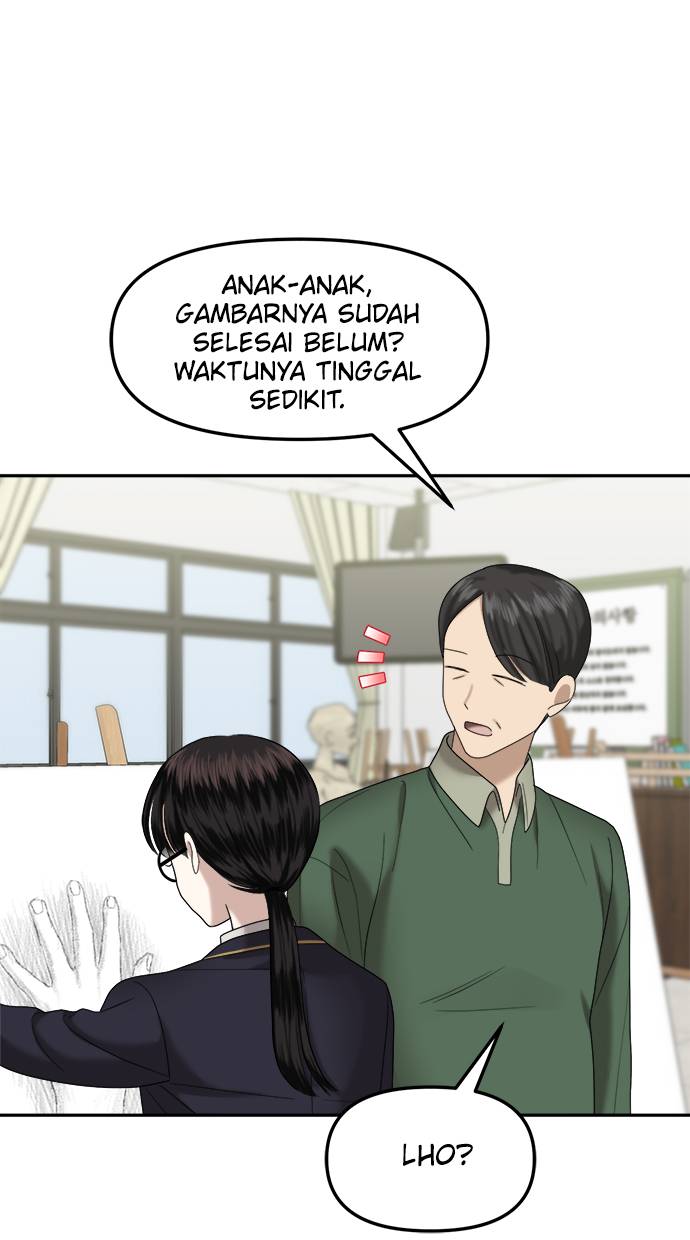 ANAK-ANAK,
GAMBARNYA SUDAH
SELESAI BELUM?
WAKTUNYA TINGGAL
SEDIKIT.
LHO?